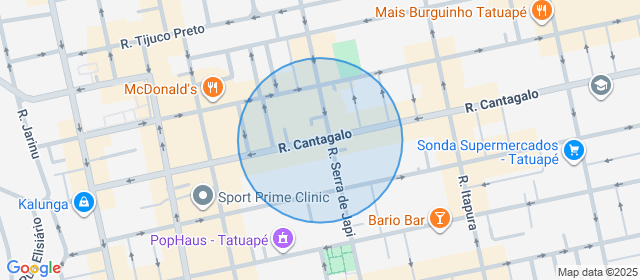 Mais Burguinho Tatuapé
R. Tijuco Preto
McDonald's
R. Cantagalo
R. Cantagalo
R. Jarinu
Sonda Supermercados
- Tatuapé
R. Serra de Japi
R. Itapura
Kalunga
Sport Prime Clinic
Bario Bar
PopHaus - Tatuapé
Elisiário
Google
Map data ©2025